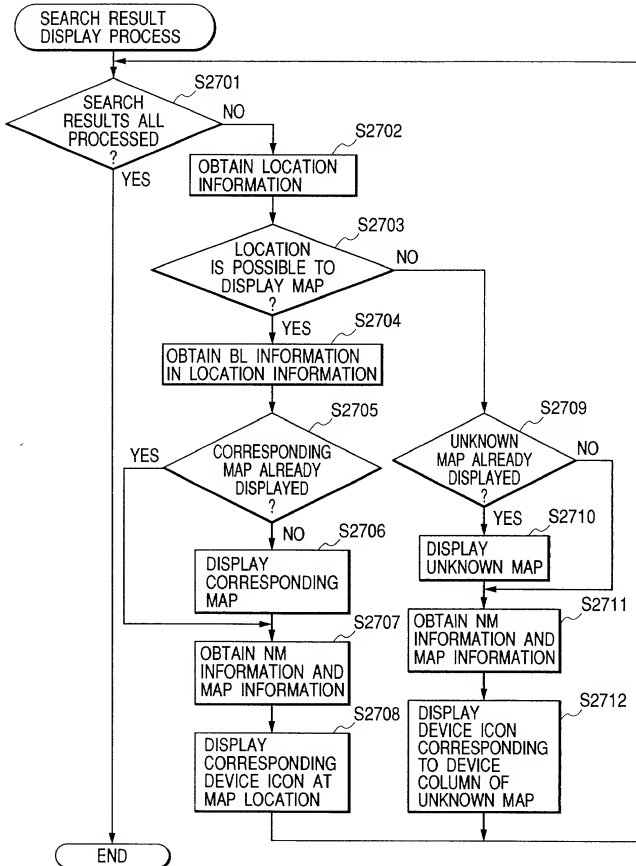 SEARCH RESULT
DISPLAY PROCESS
S2701
SEARCH
RESULTS ALL
PROCESSED
?
NO
YES
S2702
OBTAIN LOCATION
INFORMATION
S2703
LOCATION
IS POSSIBLE TO
DISPLAY MAP
?
NO
YES
S2704
OBTAIN BL INFORMATION
IN LOCATION INFORMATION
S2705
YES
CORRESPONDING
MAP ALREADY
DISPLAYED
?
NO
S2706
DISPLAY
CORRESPONDING
MAP
S2707
OBTAIN NM
INFORMATION AND
MAP INFORMATION
S2708
DISPLAY
CORRESPONDING
DEVICE ICON AT
MAP LOCATION
S2709
UNKNOWN
MAP ALREADY
DISPLAYED
?
NO
YES
S2710
DISPLAY
UNKNOWN MAP
S2711
OBTAIN NM
INFORMATION AND
MAP INFORMATION
S2712
DISPLAY
DEVICE ICON
CORRESPONDING
TO DEVICE
COLUMN OF
UNKNOWN MAP
END